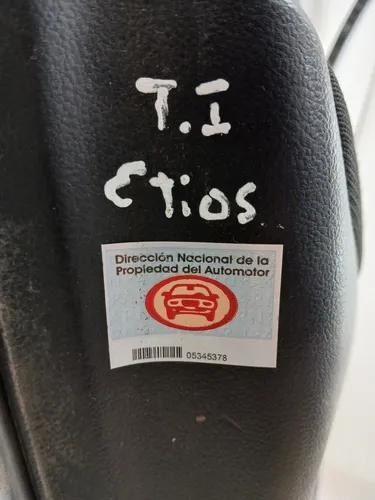 T.I
Etios
Dirección Nacional de la
Propiedad del Automotor
05345378